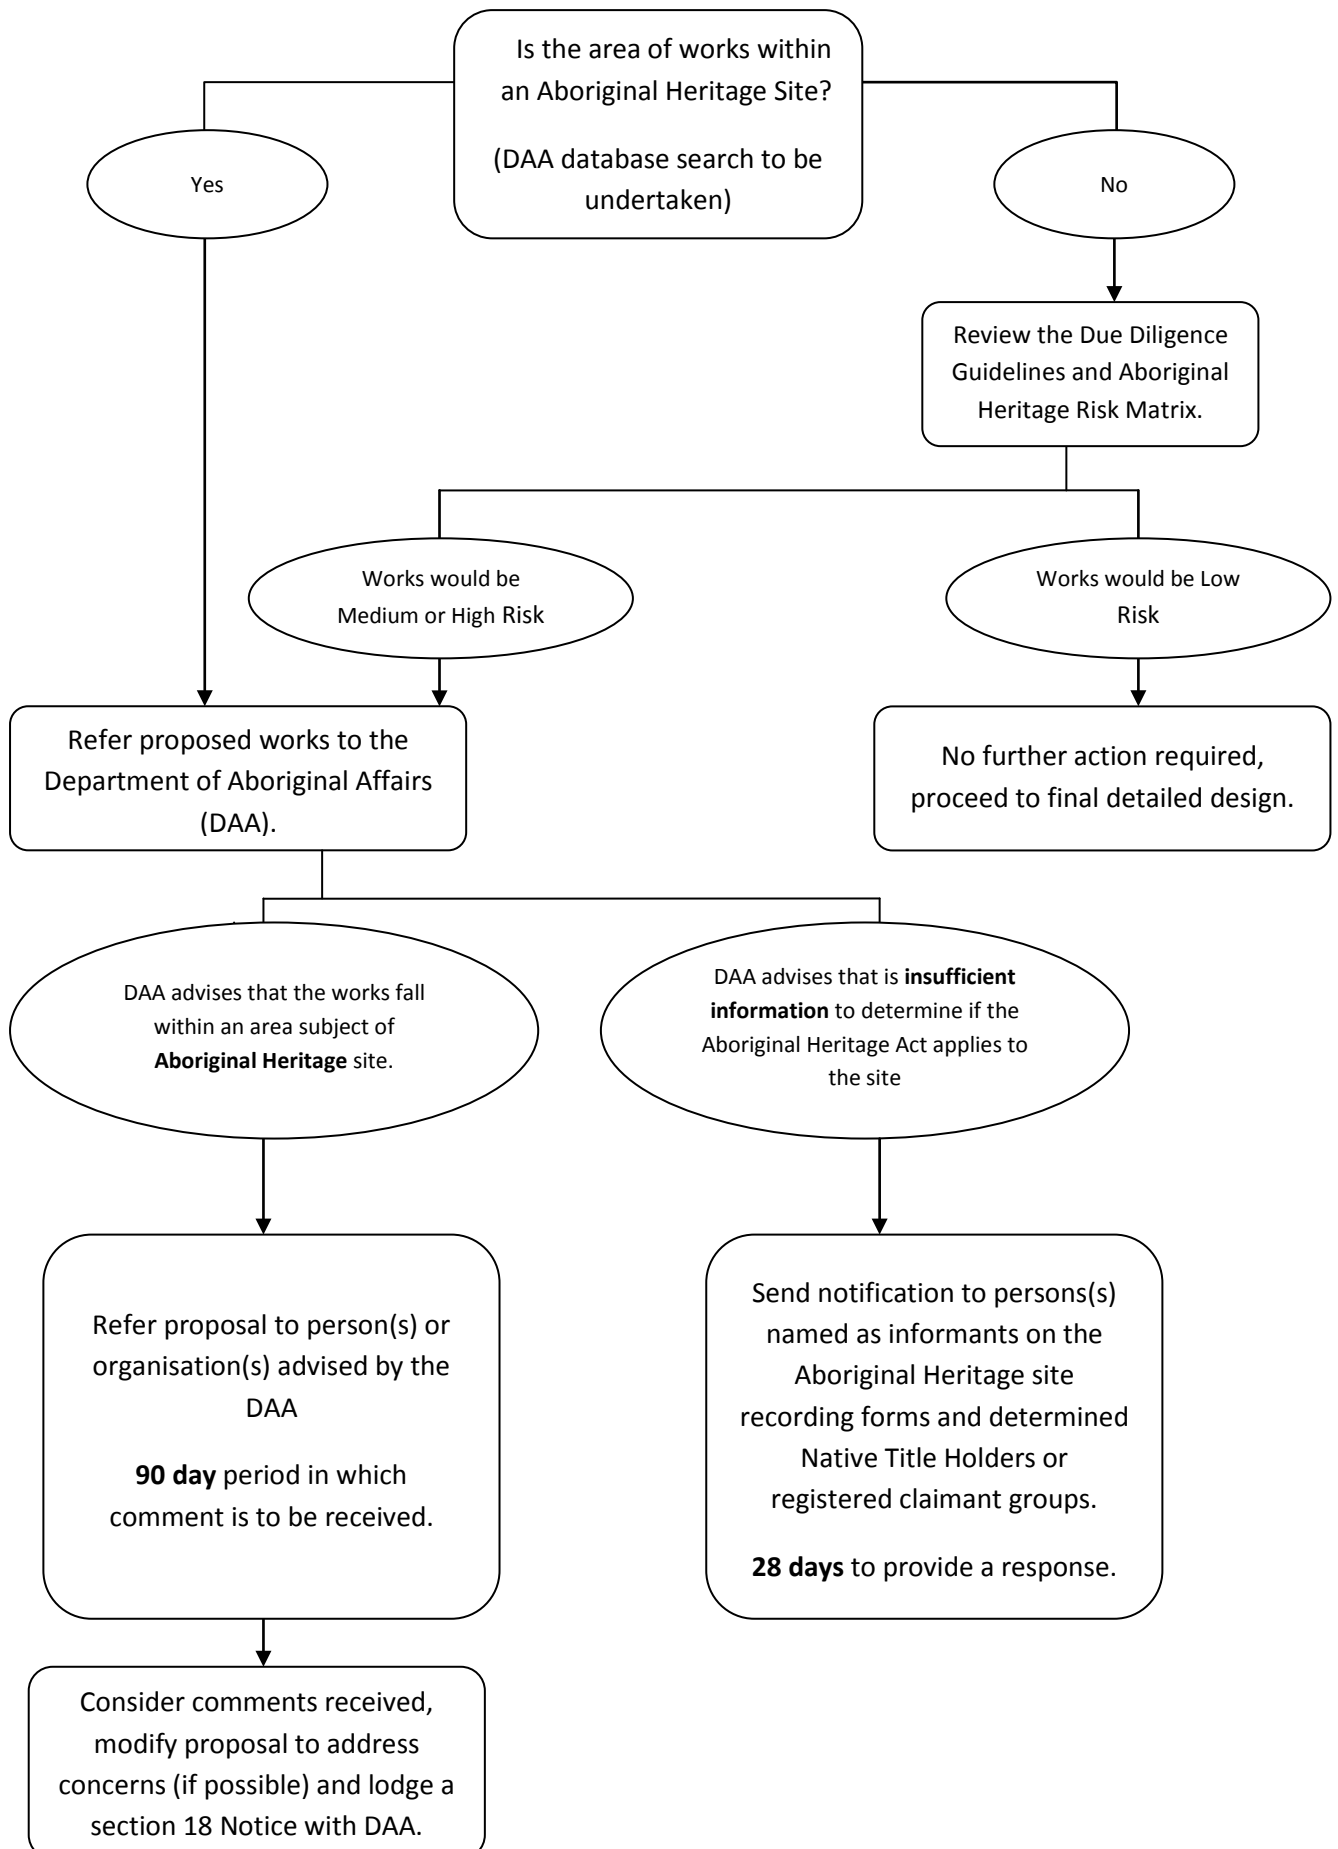 Is the area of works within
an Aboriginal Heritage Site?
(DAA database search to be
undertaken)
Yes
No
Review the Due Diligence
Guidelines and Aboriginal
Heritage Risk Matrix.
Works would be
Medium or High Risk
Works would be Low
Risk
Refer proposed works to the
Department of Aboriginal Affairs
(DAA).
No further action required,
proceed to final detailed design.
DAA advises that the works fall
within an area subject of
Aboriginal Heritage site.
DAA advises that is insufficient
information to determine if the
Aboriginal Heritage Act applies to
the site
Refer proposal to person(s) or
organisation(s) advised by the
DAA
90 day period in which
comment is to be received.
Send notification to persons(s)
named as informants on the
Aboriginal Heritage site
recording forms and determined
Native Title Holders or
registered claimant groups.
28 days to provide a response.
Consider comments received,
modify proposal to address
concerns (if possible) and lodge a
section 18 Notice with DAA.